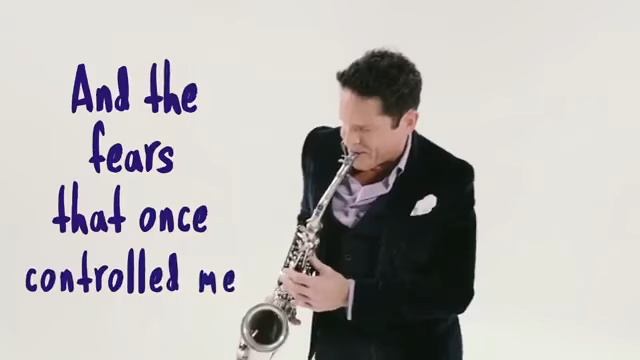 And the
fears
that once
controlled me